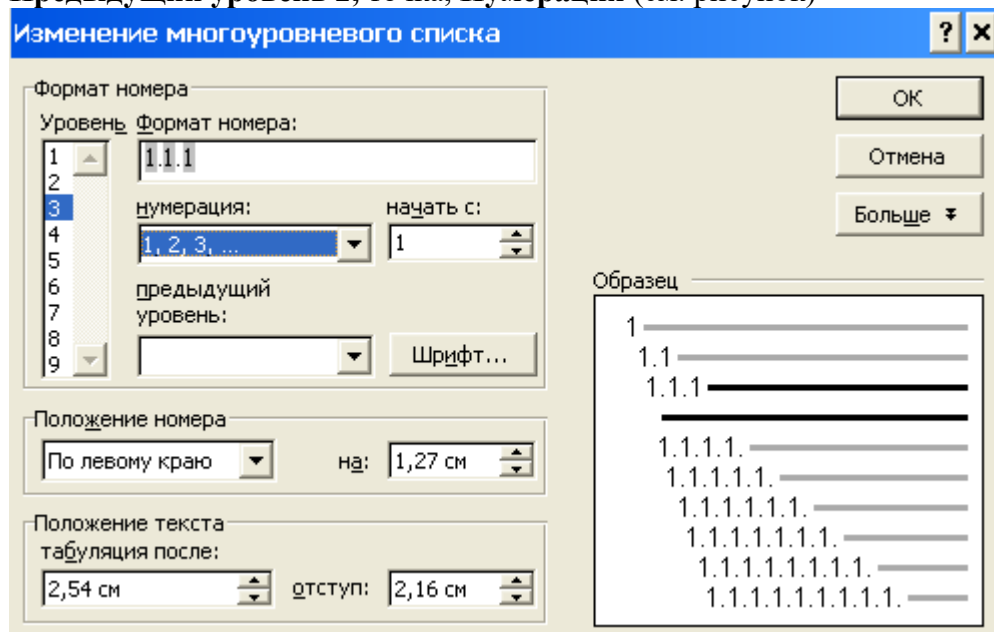 Изменение многоуровневого списка
Формат номера
Уровень Формат номера:
1
2
3
4
5
6
7
8
9
1.1.1
нумерация: начать с:
1, 2, 3, ... 1
предыдущий
уровень:
Шрифт...
Положение номера
По левому краю на: 1,27 см
Положение текста
табуляция после:
2,54 см отступ: 2,16 см
ОК
Отмена
Больше
Образец
1
1.1
1.1.1
1.1.1.1.
1.1.1.1.1.
1.1.1.1.1.1.
1.1.1.1.1.1.1.
1.1.1.1.1.1.1.1.
1.1.1.1.1.1.1.1.1.